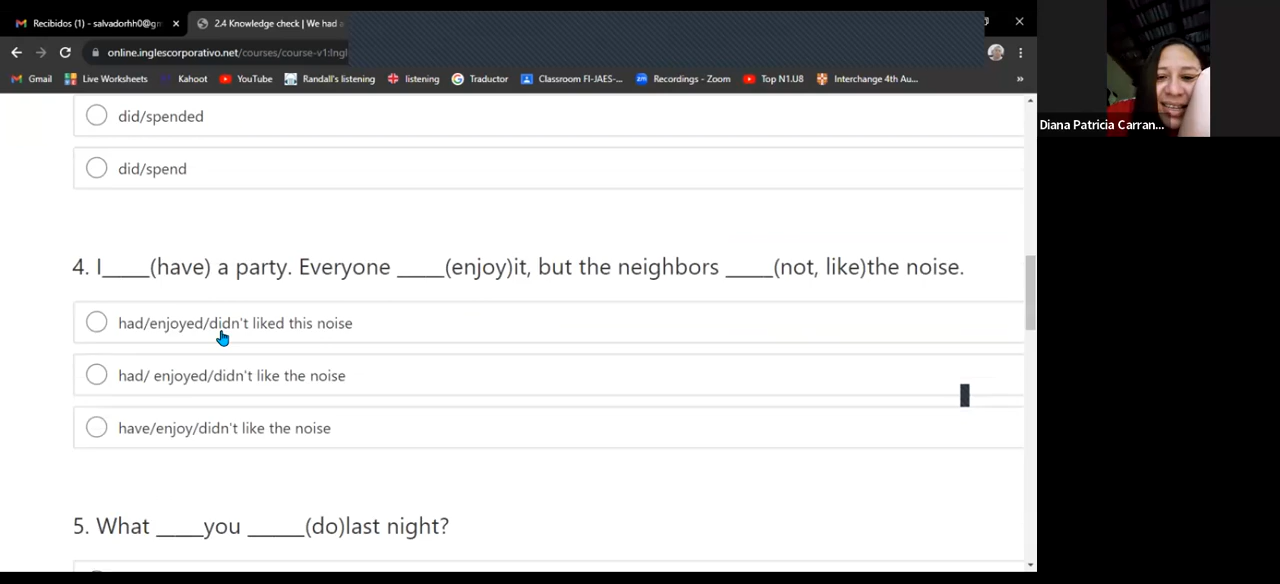 Recibidos (1) - salvadorhh0@gm
2.4 Knowledge check | We had a
online.inglescorporativo.net/courses/course-v1:Ingl
Gmail Live Worksheets Kahoot YouTube Randall's listening listening Traductor Classroom FI-JAES-... Recordings - Zoom Top N1.U8 Interchange 4th Au... »
Diana Patricia Carran...
did/spended
did/spend
4. I_____(have) a party. Everyone _____(enjoy)it, but the neighbors _____(not, like)the noise.
had/enjoyed/didn't liked this noise
had/ enjoyed/didn't like the noise
have/enjoy/didn't like the noise
5. What _____you ______(do)last night?